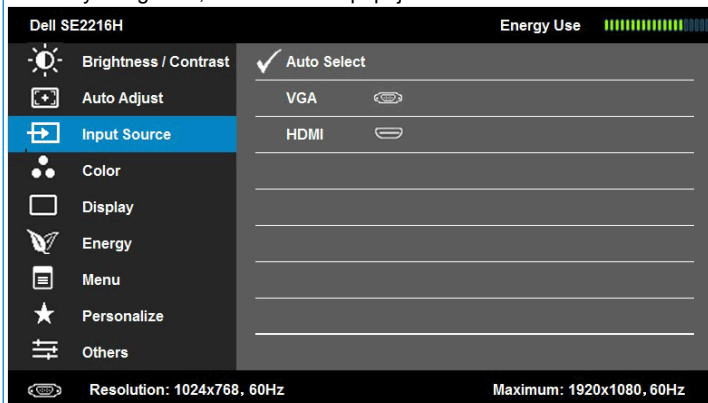 Dell SE2216H Energy Use
Brightness / Contrast Auto Select
Auto Adjust VGA
Input Source HDMI
Color
Display
Energy
Menu
Personalize
Others
Resolution: 1024x768, 60Hz Maximum: 1920x1080, 60Hz